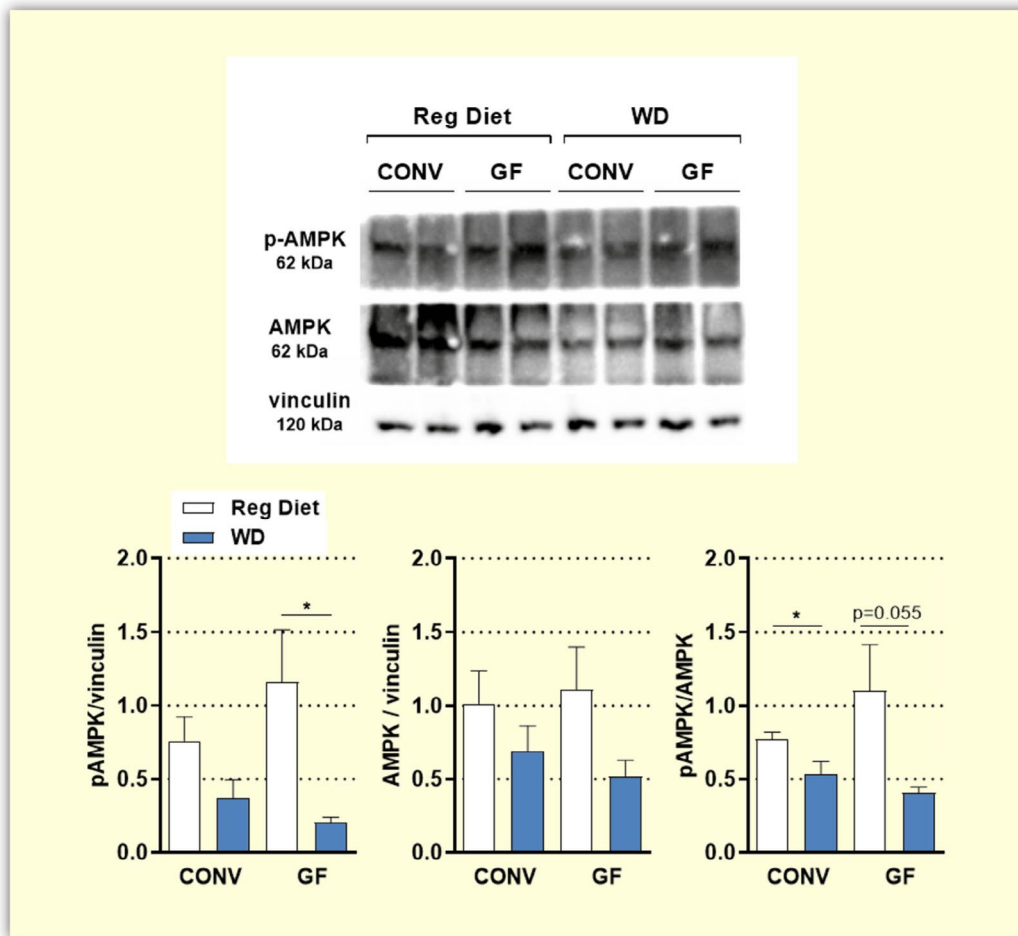 Reg Diet WD
CONV GF CONV GF
p-AMPK
62 kDa
AMPK
62 kDa
vinculin
120 kDa
Reg Diet
WD
pAMPK/vinculin
2.0
1.5
1.0
0.5
0.0
*
CONV GF
AMPK / vinculin
2.0
1.5
1.0
0.5
0.0
CONV GF
pAMPK/AMPK
2.0
1.5
1.0
0.5
0.0
*
p=0.055
CONV GF